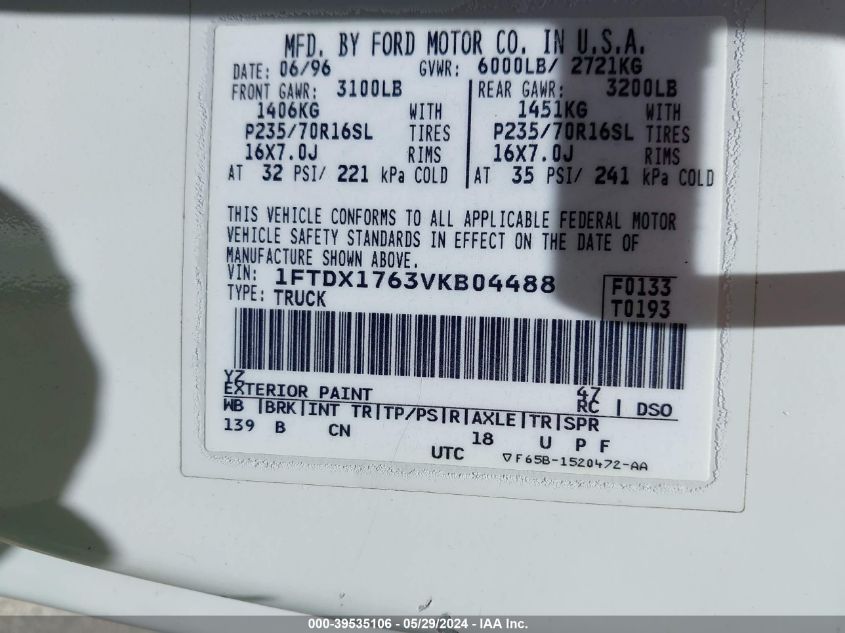 MFD. BY FORD MOTOR CO. IN U.S.A.
DATE: 06/96 GVWR: 6000LB/ 2721KG
FRONT GAWR: 3100LB REAR GAWR: 3200LB
1406KG WITH 1451KG WITH
P235/70R16SL TIRES P235/70R16SL TIRES
16X7.0J RIMS 16X7.0J RIMS
AT 32 PSI/ 221 kPa COLD AT 35 PSI/ 241 kPa COLD
THIS VEHICLE CONFORMS TO ALL APPLICABLE FEDERAL MOTOR
VEHICLE SAFETY STANDARDS IN EFFECT ON THE DATE OF
MANUFACTURE SHOWN ABOVE.
VIN: 1FTDX1763VKB04488 F0133
TYPE: TRUCK T0193
YZ 47
EXTERIOR PAINT RC | DSO
WB |BRK|INT TR|TP/PS|R|AXLE|TR|SPR
139 B CN 18 U P F
UTC ▽F65B-1520472-AA
000-39535106 - 05/29/2024 - IAAI.COM